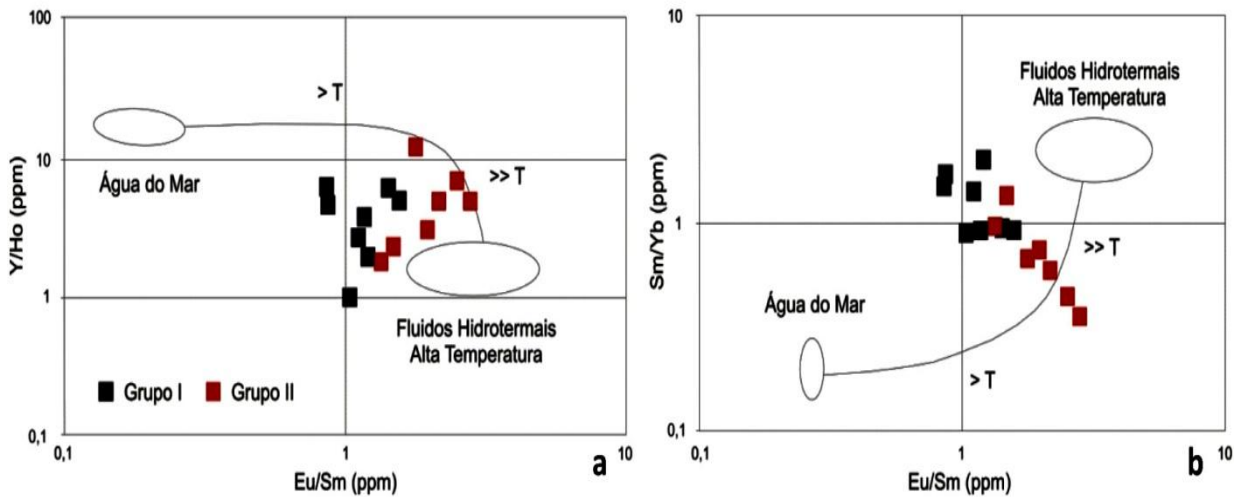 100
10
1
0,1
Y/Ho (ppm)
> T
>> T
Água do Mar
Fluidos Hidrotermais
Alta Temperatura
Grupo I
Grupo II
0,1
1
10
Eu/Sm (ppm)
a
10
1
0,1
Sm/Yb (ppm)
Fluidos Hidrotermais
Alta Temperatura
>> T
Água do Mar
> T
0,1
1
10
Eu/Sm (ppm)
b